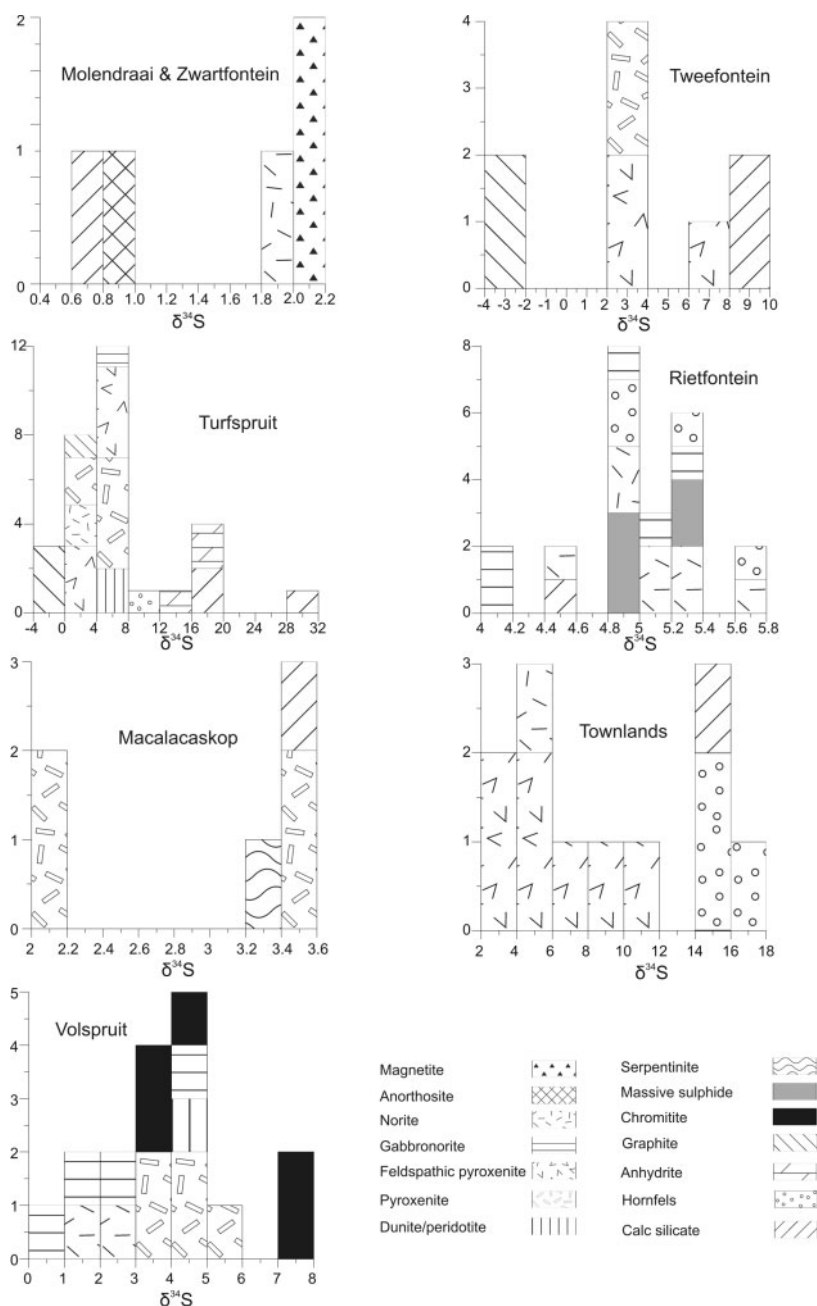 2
Molendraai & Zwartfontein
1
0
0.4 0.6 0.8 1.0 1.2 1.4 1.6 1.8 2.0 2.2
δ³⁴S
4
Tweefontein
3
2
1
0
-4 -3 -2 -1 0 1 2 3 4 5 6 7 8 9 10
δ³⁴S
12
Turfspruit
8
4
0
-4 0 4 8 12 16 20 24 28 32
δ³⁴S
8
Rietfontein
6
4
2
0
4 4.2 4.4 4.6 4.8 5 5.2 5.4 5.6 5.8
δ³⁴S
3
Macalacaskop
2
1
0
2 2.2 2.4 2.6 2.8 3 3.2 3.4 3.6
δ³⁴S
3
Townlands
2
1
0
2 4 6 8 10 12 14 16 18
δ³⁴S
5
Volspruit
4
3
2
1
0
0 1 2 3 4 5 6 7 8
δ³⁴S
Magnetite
Anorthosite
Norite
Gabbronorite
Feldspathic pyroxenite
Pyroxenite
Dunite/peridotite
Serpentinite
Massive sulphide
Chromitite
Graphite
Anhydrite
Hornfels
Calc silicate